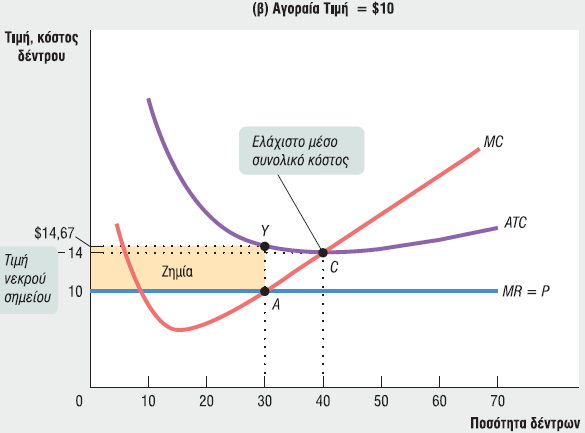 (β) Αγοραία Τιμή = $10
Τιμή, κόστος
δέντρου
MC
Ελάχιστο μέσο
συνολικό κόστος
ATC
$14,67
Y
14
C
Τιμή
νεκρού
σημείου
Ζημία
10
A
MR = P
0 10 20 30 40 50 60 70
Ποσότητα δέντρων